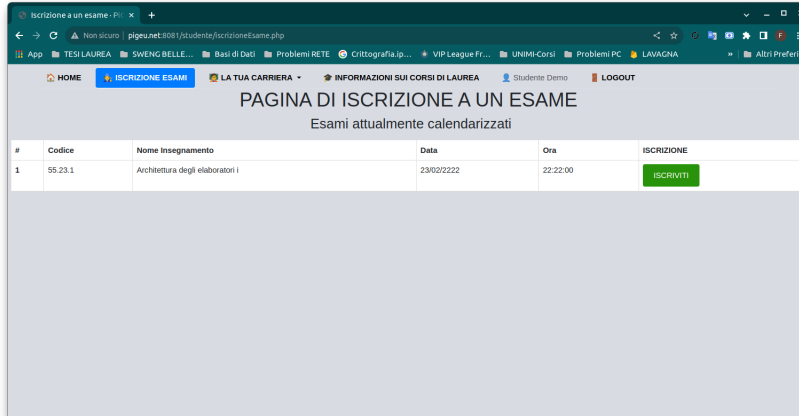 Iscrizione a un esame - Pi
Non sicuro | pigeu.net:8081/studente/iscrizioneEsame.php
App TESI LAUREA SWENG BELLE... Basi di Dati Problemi RETE Crittografia.ip... VIP League Fr... UNIMI-Corsi Problemi PC LAVAGNA » Altri Preferi
HOME ISCRIZIONE ESAMI LA TUA CARRIERA INFORMAZIONI SUI CORSI DI LAUREA Studente Demo LOGOUT
PAGINA DI ISCRIZIONE A UN ESAME
Esami attualmente calendarizzati
# Codice Nome Insegnamento Data Ora ISCRIZIONE
1 55.23.1 Architettura degli elaboratori i 23/02/2222 22:22:00 ISCRIVITI